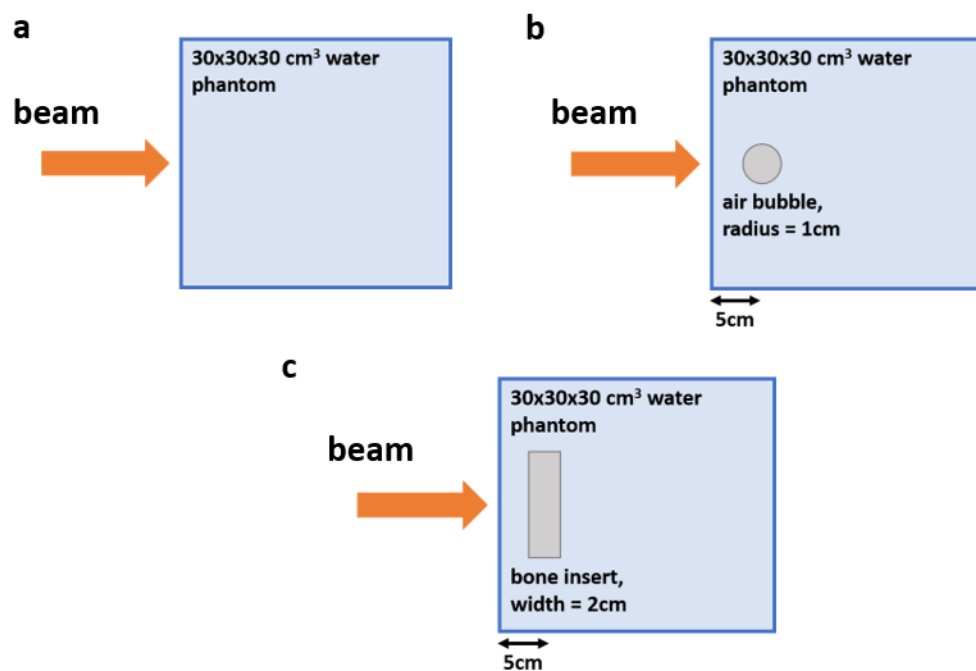 a
30x30x30 cm³ water
phantom
beam
b
30x30x30 cm³ water
phantom
beam
air bubble,
radius = 1cm
5cm
c
30x30x30 cm³ water
phantom
beam
bone insert,
width = 2cm
5cm